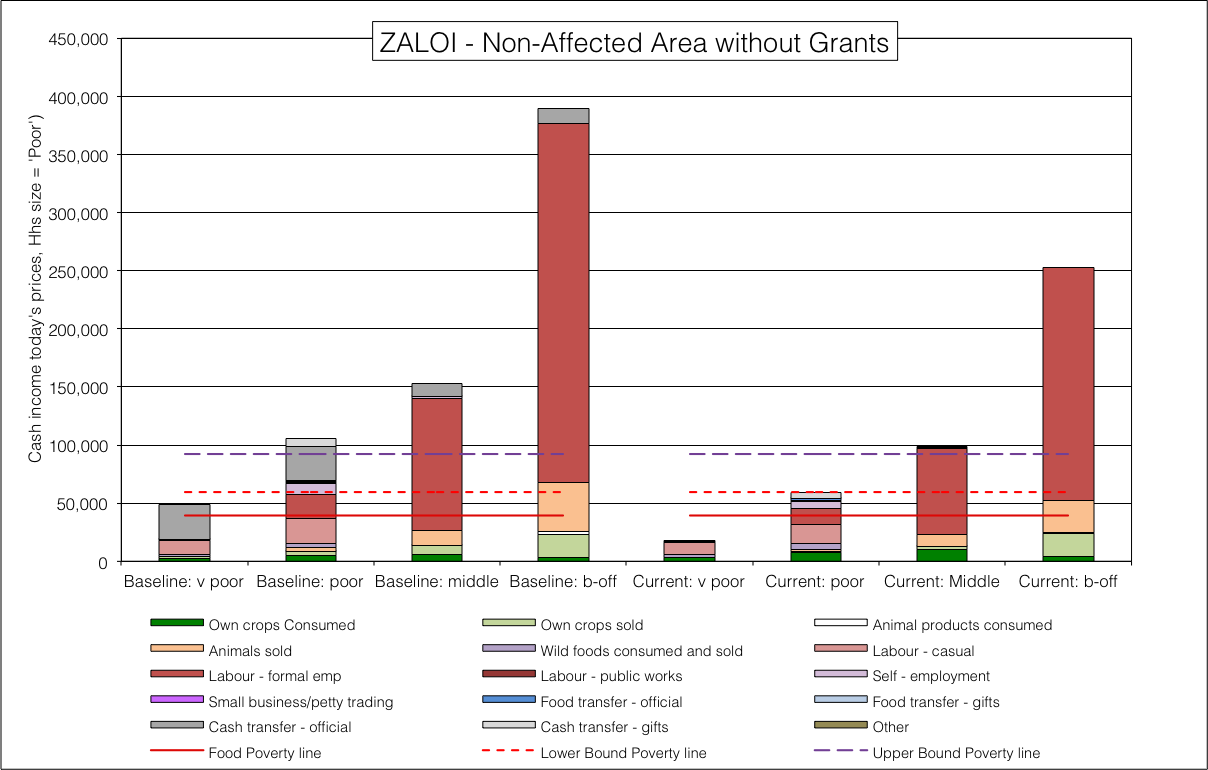 ZALOI - Non-Affected Area without Grants
Cash income today's prices, Hhs size = 'Poor')
450,000
400,000
350,000
300,000
250,000
200,000
150,000
100,000
50,000
0
Baseline: v poor Baseline: poor Baseline: middle Baseline: b-off Current: v poor Current: poor Current: Middle Current: b-off
Own crops Consumed Own crops sold Animal products consumed
Animals sold Wild foods consumed and sold Labour - casual
Labour - formal emp Labour - public works Self - employment
Small business/petty trading Food transfer - official Food transfer - gifts
Cash transfer - official Cash transfer - gifts Other
Food Poverty line Lower Bound Poverty line Upper Bound Poverty line